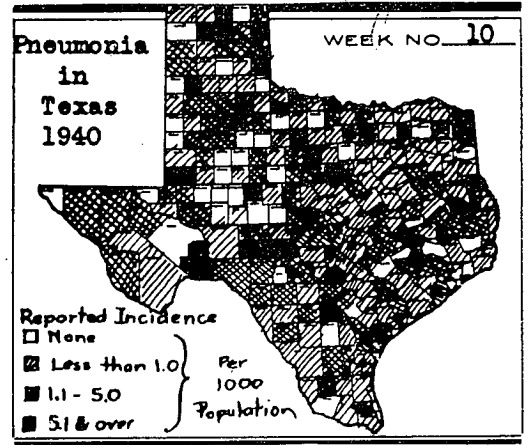 Pneumonia
in
Texas
1940
WEEK NO. 10
Reported Incidence
None
Less than 1.0
1.1 - 5.0
5.1 & over
Per
1000
Population